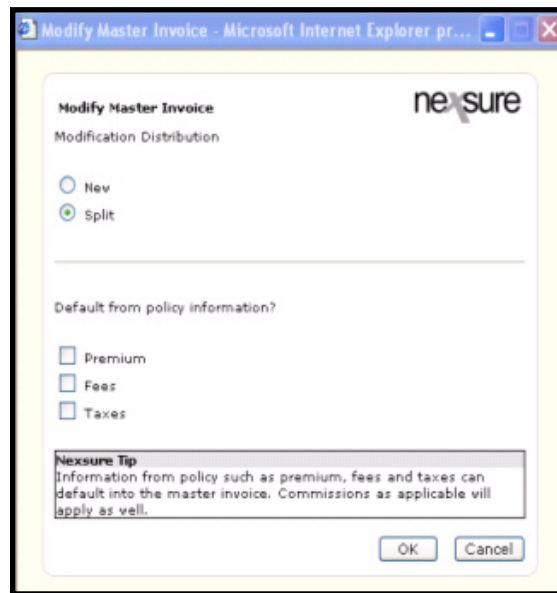 Modify Master Invoice - Microsoft Internet Explorer pr...
nexsure
Modify Master Invoice
Modification Distribution
New
Split
Default from policy information?
Premium
Fees
Taxes
Nexsure Tip
Information from policy such as premium, fees and taxes can
default into the master invoice. Commissions as applicable will
apply as well.
OK
Cancel